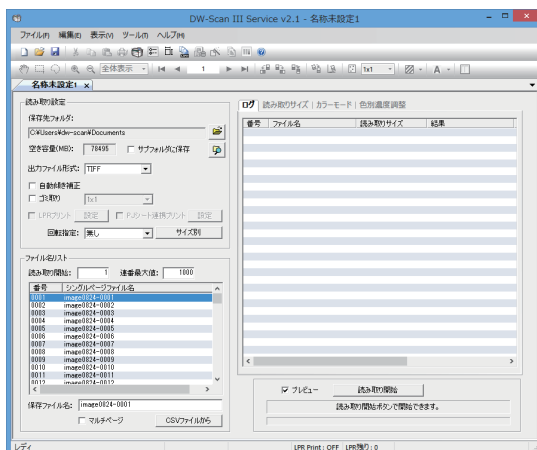 DW-Scan III Service v2.1 - 名称未設定1
ファイル(F) 編集(E) 表示(V) ツール(T) ヘルプ(H)
全体表示 1 1x1 A
名称未設定1 x
読み取り設定
保存先フォルダ:
C:¥Users¥dw-scan¥Documents
空き容量(MB): 78495 サブフォルダに保存
出力ファイル形式: TIFF
自動傾き補正
ゴミ取り 1x1
LPRプリント 設定 PJシート連携プリント 設定
回転指定: 無し サイズ別
ファイル名リスト
読み取り開始: 1 連番最大値: 1000
番号 シングルページファイル名
0001 image0824-0001
0002 image0824-0002
0003 image0824-0003
0004 image0824-0004
0005 image0824-0005
0006 image0824-0006
0007 image0824-0007
0008 image0824-0008
0009 image0824-0009
0010 image0824-0010
0011 image0824-0011
0012 image0824-0012
保存ファイル名: image0824-0001
マルチページ CSVファイルから
ログ 読み取りサイズ カラーモード 色別濃度調整
番号 ファイル名 読み取りサイズ 結果
プレビュー 読み取り開始
読み取り開始ボタンで開始できます。
レディ LPR Print : OFF LPR残り : 0